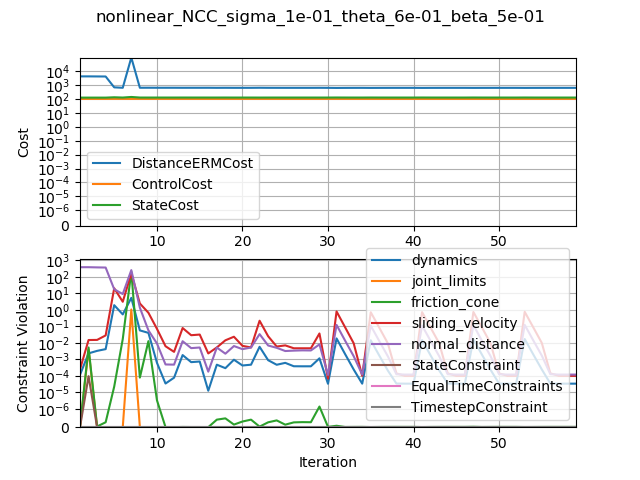 nonlinear_NCC_sigma_1e-01_theta_6e-01_beta_5e-01
Cost
10⁴
10³
10²
10¹
10⁰
10⁻¹
10⁻²
10⁻³
10⁻⁴
10⁻⁵
10⁻⁶
0
DistanceERMCost
ControlCost
StateCost
10 20 30 40 50
Constraint Violation
10³
10²
10¹
10⁰
10⁻¹
10⁻²
10⁻³
10⁻⁴
10⁻⁵
10⁻⁶
0
dynamics
joint_limits
friction_cone
sliding_velocity
normal_distance
StateConstraint
EqualTimeConstraints
TimestepConstraint
10 20 30 40 50
Iteration